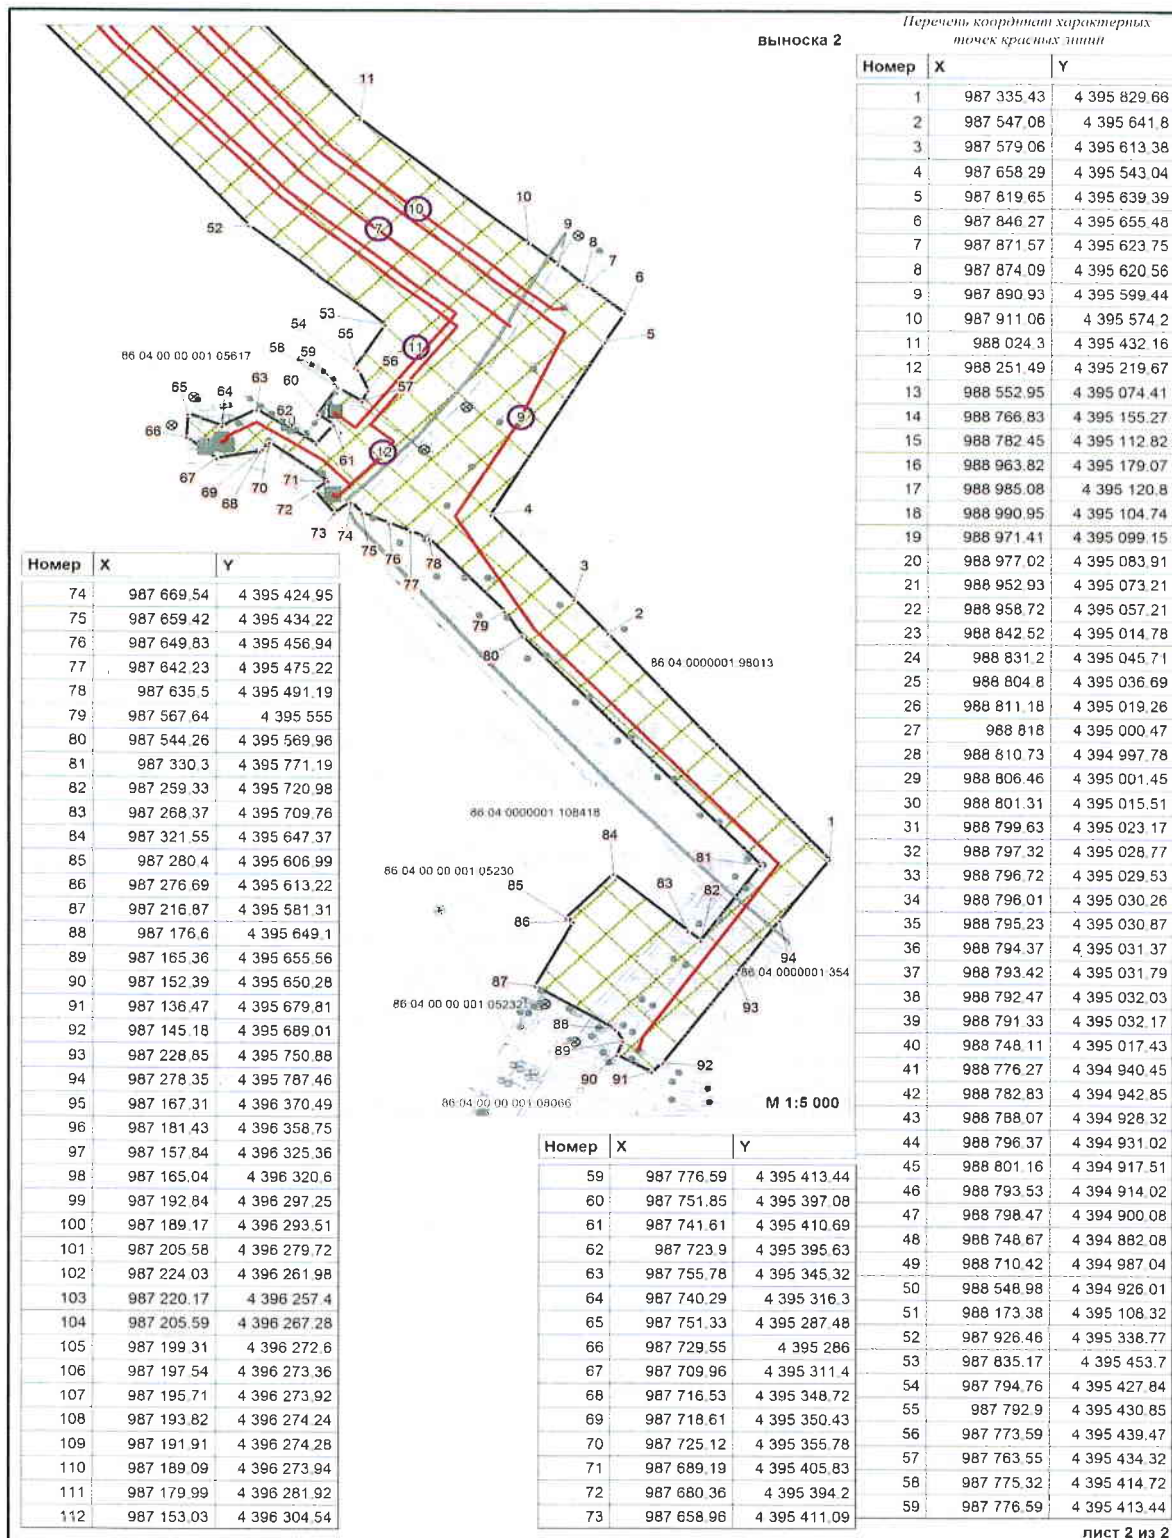 Перечень координат характерных
точек красных линий
выноска 2
Номер X Y
1 987 335,43 4 395 829,66
2 987 547,08 4 395 641,8
3 987 579,06 4 395 613,38
4 987 658,29 4 395 543,04
5 987 819,65 4 395 639,39
6 987 846,27 4 395 655,48
7 987 871,57 4 395 623,75
8 987 874,09 4 395 620,56
9 987 890,93 4 395 599,44
10 987 911,06 4 395 574,2
11 988 024,3 4 395 432,16
12 988 251,49 4 395 219,67
13 988 552,95 4 395 074,41
14 988 766,83 4 395 155,27
15 988 782,45 4 395 112,82
16 988 963,82 4 395 179,07
17 988 985,08 4 395 120,8
18 988 990,95 4 395 104,74
19 988 971,41 4 395 099,15
20 988 977,02 4 395 083,91
21 988 952,93 4 395 073,21
22 988 958,72 4 395 057,21
23 988 842,52 4 395 014,78
24 988 831,2 4 395 045,71
25 988 804,8 4 395 036,69
26 988 811,18 4 395 019,26
27 988 818 4 395 000,47
28 988 810,73 4 394 997,78
29 988 806,46 4 395 001,45
30 988 801,31 4 395 015,51
31 988 799,63 4 395 023,17
32 988 797,32 4 395 028,77
33 988 796,72 4 395 029,53
34 988 796,01 4 395 030,26
35 988 795,23 4 395 030,87
36 988 794,37 4 395 031,37
37 988 793,42 4 395 031,79
38 988 792,47 4 395 032,03
39 988 791,33 4 395 032,17
40 988 748,11 4 395 017,43
41 988 776,27 4 394 940,45
42 988 782,83 4 394 942,85
43 988 788,07 4 394 928,32
44 988 796,37 4 394 931,02
45 988 801,16 4 394 917,51
46 988 793,53 4 394 914,02
47 988 798,47 4 394 900,08
48 988 748,67 4 394 882,08
49 988 710,42 4 394 987,04
50 988 548,98 4 394 926,01
51 988 173,38 4 395 108,32
52 987 926,46 4 395 338,77
53 987 835,17 4 395 453,7
54 987 794,76 4 395 427,84
55 987 792,9 4 395 430,85
56 987 773,59 4 395 439,47
57 987 763,55 4 395 434,32
58 987 775,32 4 395 414,72
59 987 776,59 4 395 413,44
11
10
10
9
7
8
52
7
6
53
5
54
55
11
86 04 00 00 001 05617
58
59
56
57
60
65
64
63
62
9
66
61
12
67
69
68
70
71
72
73
74
75
76
77
78
4
3
79
2
80
86 04 0000001 98013
86 04 0000001 108418
84
81
1
86 04 00 00 001 05230
85
83
82
86
94
86 04 0000001 354
87
93
86 04 00 00 001 05232
88
89
90
91
92
86 04 00 00 001 08066
М 1:5 000
Номер X Y
74 987 669,54 4 395 424,95
75 987 659,42 4 395 434,22
76 987 649,83 4 395 456,94
77 987 642,23 4 395 475,22
78 987 635,5 4 395 491,19
79 987 567,64 4 395 555
80 987 544,26 4 395 569,96
81 987 330,3 4 395 771,19
82 987 259,33 4 395 720,98
83 987 268,37 4 395 709,76
84 987 321,55 4 395 647,37
85 987 280,4 4 395 606,99
86 987 276,69 4 395 613,22
87 987 216,87 4 395 581,31
88 987 176,6 4 395 649,1
89 987 165,36 4 395 655,56
90 987 152,39 4 395 650,28
91 987 136,47 4 395 679,81
92 987 145,18 4 395 689,01
93 987 228,85 4 395 750,88
94 987 278,35 4 395 787,46
95 987 167,31 4 396 370,49
96 987 181,43 4 396 358,75
97 987 157,84 4 396 325,36
98 987 165,04 4 396 320,6
99 987 192,84 4 396 297,25
100 987 189,17 4 396 293,51
101 987 205,58 4 396 279,72
102 987 224,03 4 396 261,98
103 987 220,17 4 396 257,4
104 987 205,59 4 396 267,28
105 987 199,31 4 396 272,6
106 987 197,54 4 396 273,36
107 987 195,71 4 396 273,92
108 987 193,82 4 396 274,24
109 987 191,91 4 396 274,28
110 987 189,09 4 396 273,94
111 987 179,99 4 396 281,92
112 987 153,03 4 396 304,54
Номер X Y
59 987 776,59 4 395 413,44
60 987 751,85 4 395 397,08
61 987 741,61 4 395 410,69
62 987 723,9 4 395 395,63
63 987 755,78 4 395 345,32
64 987 740,29 4 395 316,3
65 987 751,33 4 395 287,48
66 987 729,55 4 395 286
67 987 709,96 4 395 311,4
68 987 716,53 4 395 348,72
69 987 718,61 4 395 350,43
70 987 725,12 4 395 355,78
71 987 689,19 4 395 405,83
72 987 680,36 4 395 394,2
73 987 658,96 4 395 411,09
лист 2 из 2